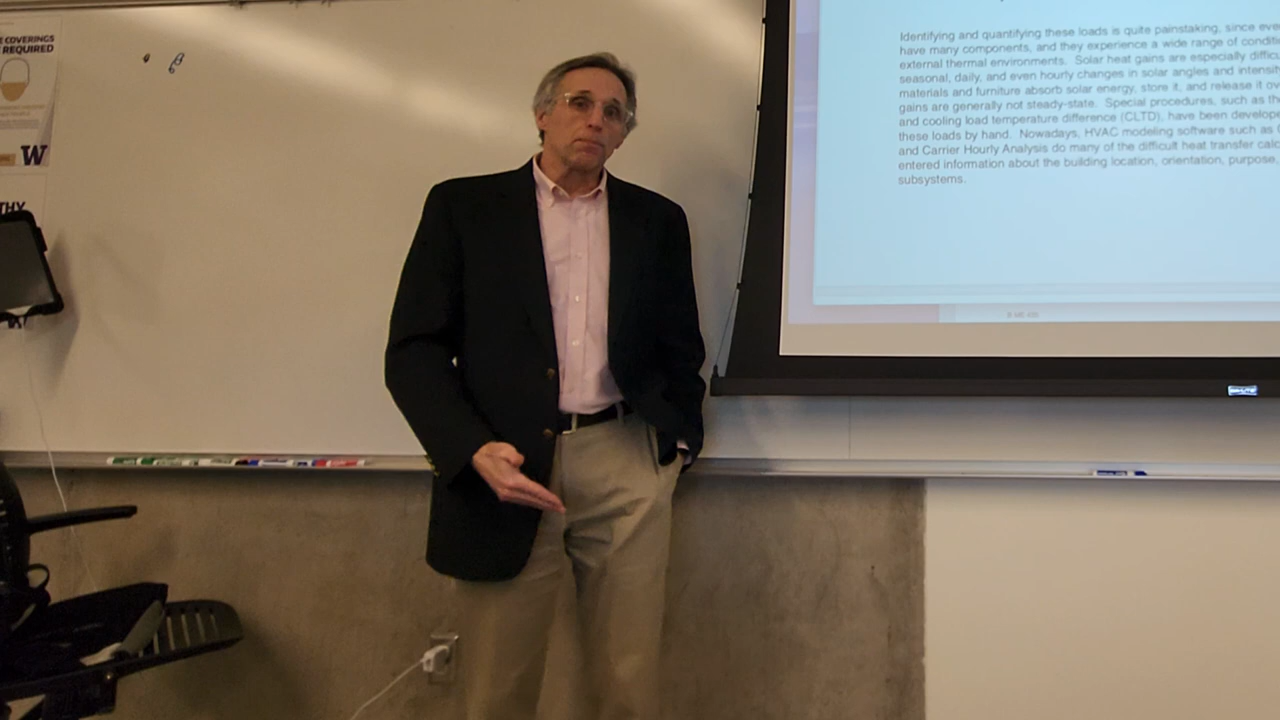 E COVERINGS
REQUIRED
W
THY
Identifying and quantifying these loads is quite painstaking, since eve
have many components, and they experience a wide range of conditi
external thermal environments. Solar heat gains are especially difficu
seasonal, daily, and even hourly changes in solar angles and intensit
materials and furniture absorb solar energy, store it, and release it ov
gains are generally not steady-state. Special procedures, such as th
and cooling load temperature difference (CLTD), have been develope
these loads by hand. Nowadays, HVAC modeling software such as
and Carrier Hourly Analysis do many of the difficult heat transfer calc
entered information about the building location, orientation, purpose,
subsystems.
B ME 495